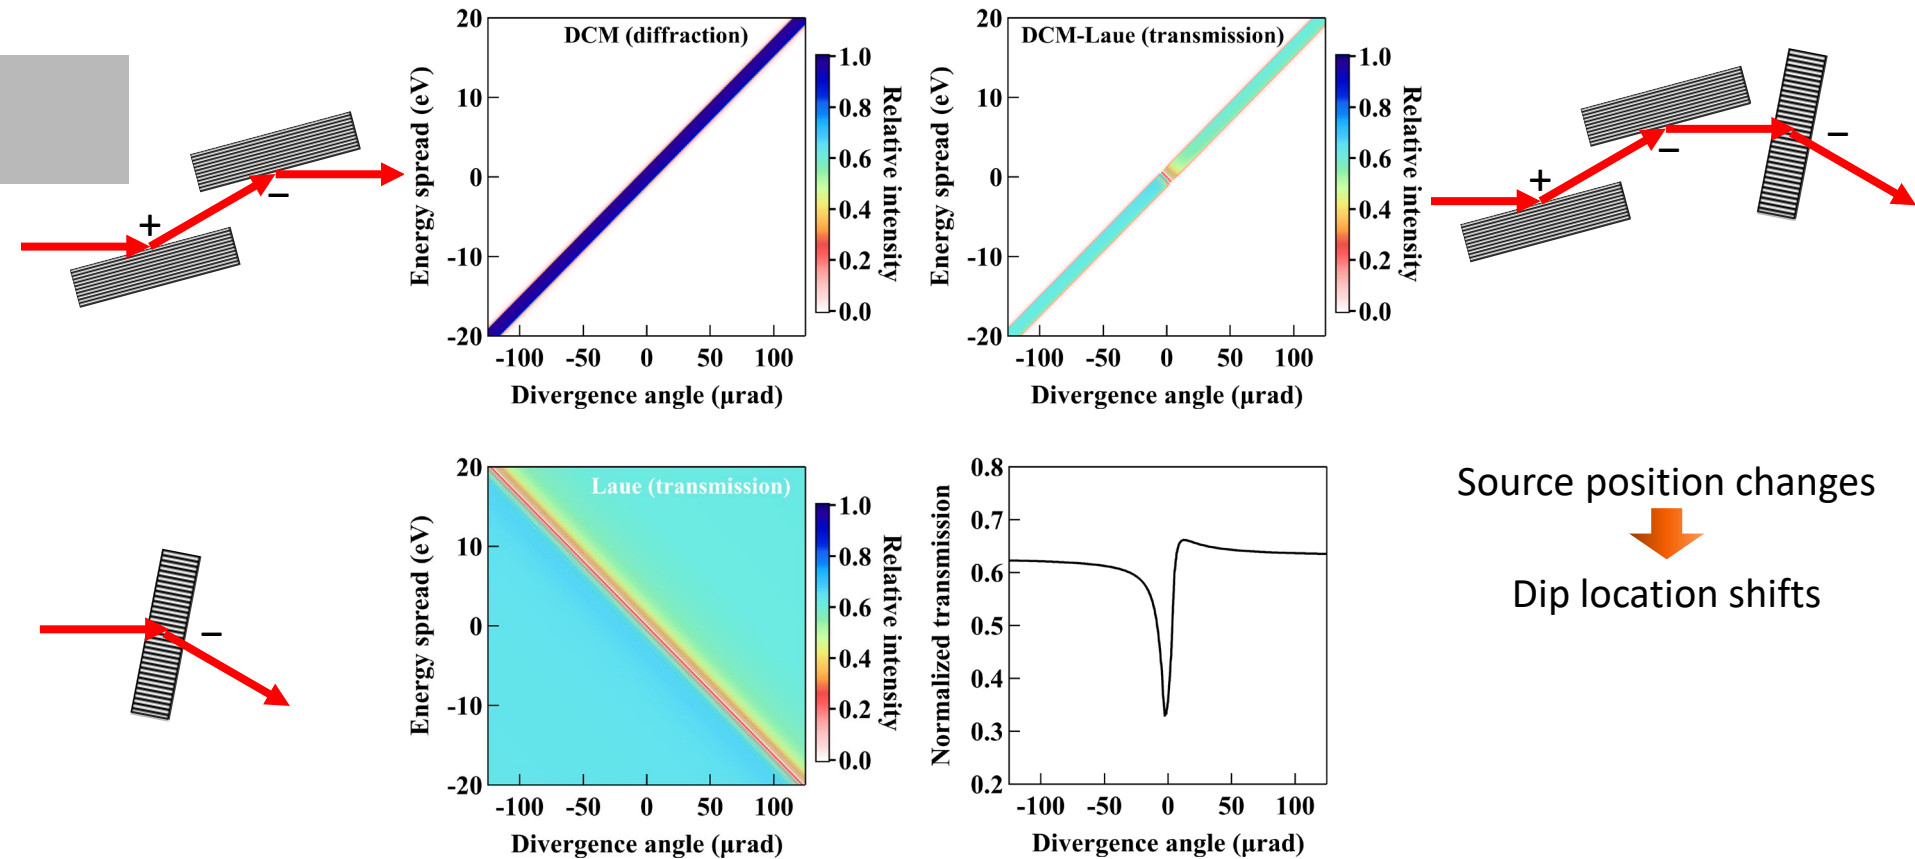 +
−
DCM (diffraction)
20
10
0
-10
-20
-100 -50 0 50 100
Energy spread (eV)
Divergence angle (μrad)
1.0
0.8
0.6
0.4
0.2
0.0
Relative intensity
DCM-Laue (transmission)
20
10
0
-10
-20
-100 -50 0 50 100
Energy spread (eV)
Divergence angle (μrad)
1.0
0.8
0.6
0.4
0.2
0.0
Relative intensity
+
−
−
−
Laue (transmission)
20
10
0
-10
-20
-100 -50 0 50 100
Energy spread (eV)
Divergence angle (μrad)
1.0
0.8
0.6
0.4
0.2
0.0
Relative intensity
0.8
0.7
0.6
0.5
0.4
0.3
0.2
-100 -50 0 50 100
Normalized transmission
Divergence angle (μrad)
Source position changes
Dip location shifts